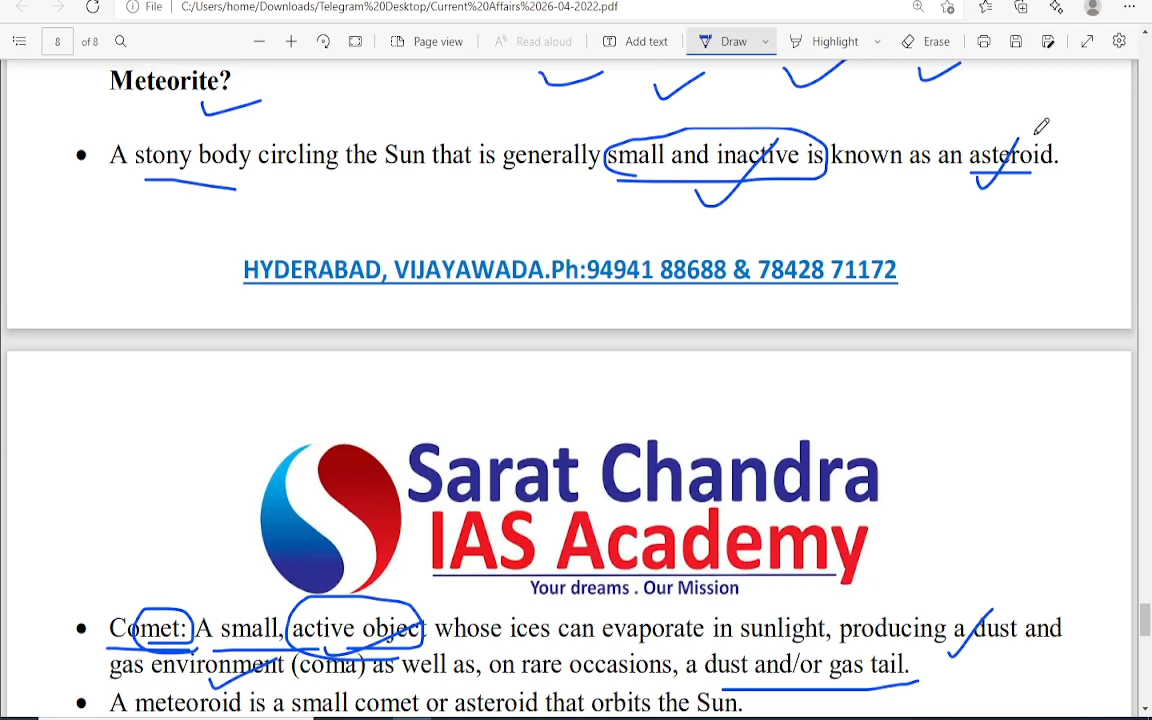 File
C:/Users/home/Downloads/Telegram%20Desktop/Current%20Affairs%2026-04-2022.pdf
8 of 8
Page view
Read aloud
Add text
Draw
Highlight
Erase
Meteorite?
• A stony body circling the Sun that is generally small and inactive is known as an asteroid.
HYDERABAD, VIJAYAWADA.Ph:94941 88688 & 78428 71172
Sarat Chandra
IAS Academy
Your dreams . Our Mission
• Comet: A small, active object whose ices can evaporate in sunlight, producing a dust and
gas environment (coma) as well as, on rare occasions, a dust and/or gas tail.
• A meteoroid is a small comet or asteroid that orbits the Sun.